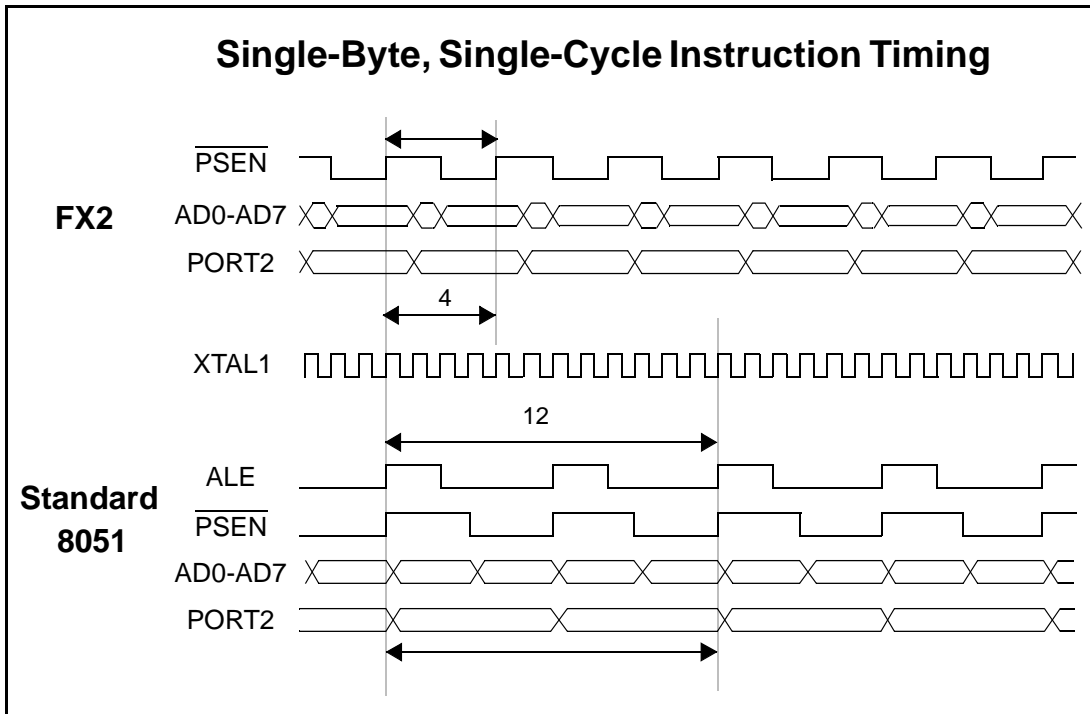 Single-Byte, Single-Cycle Instruction Timing
PSEN
FX2
AD0-AD7
PORT2
4
XTAL1
12
ALE
Standard
8051
PSEN
AD0-AD7
PORT2